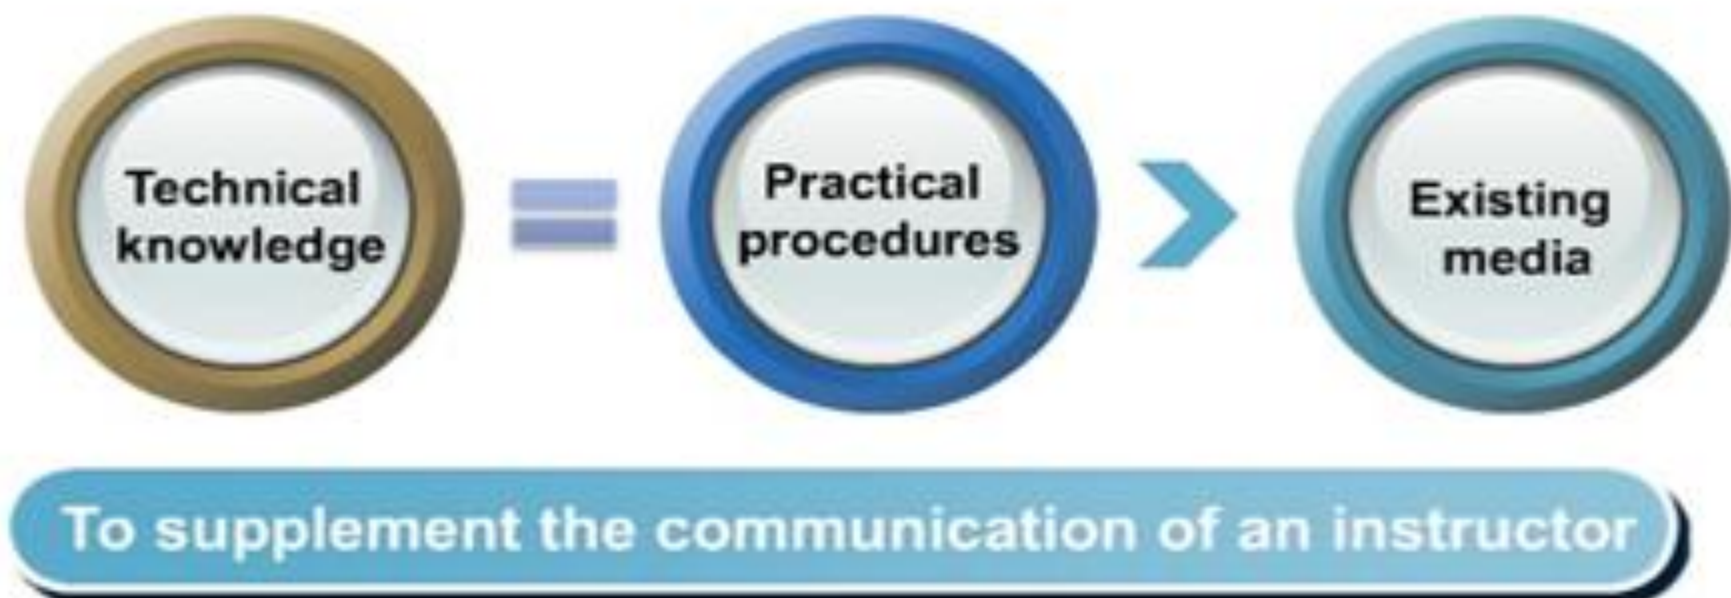 Technical
knowledge
Practical
procedures
Existing
media
To supplement the communication of an instructor